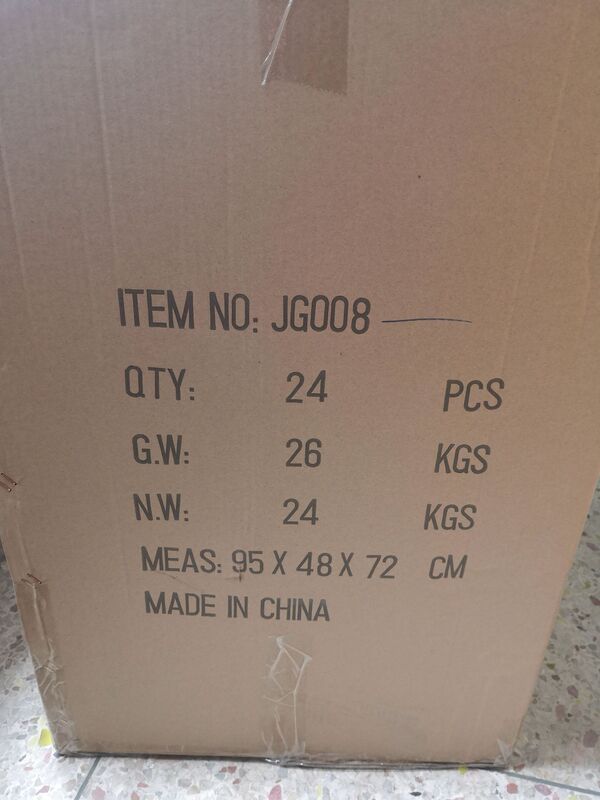 ITEM NO: JG008
QTY: 24 PCS
G.W: 26 KGS
N.W: 24 KGS
MEAS: 95 X 48 X 72 CM
MADE IN CHINA